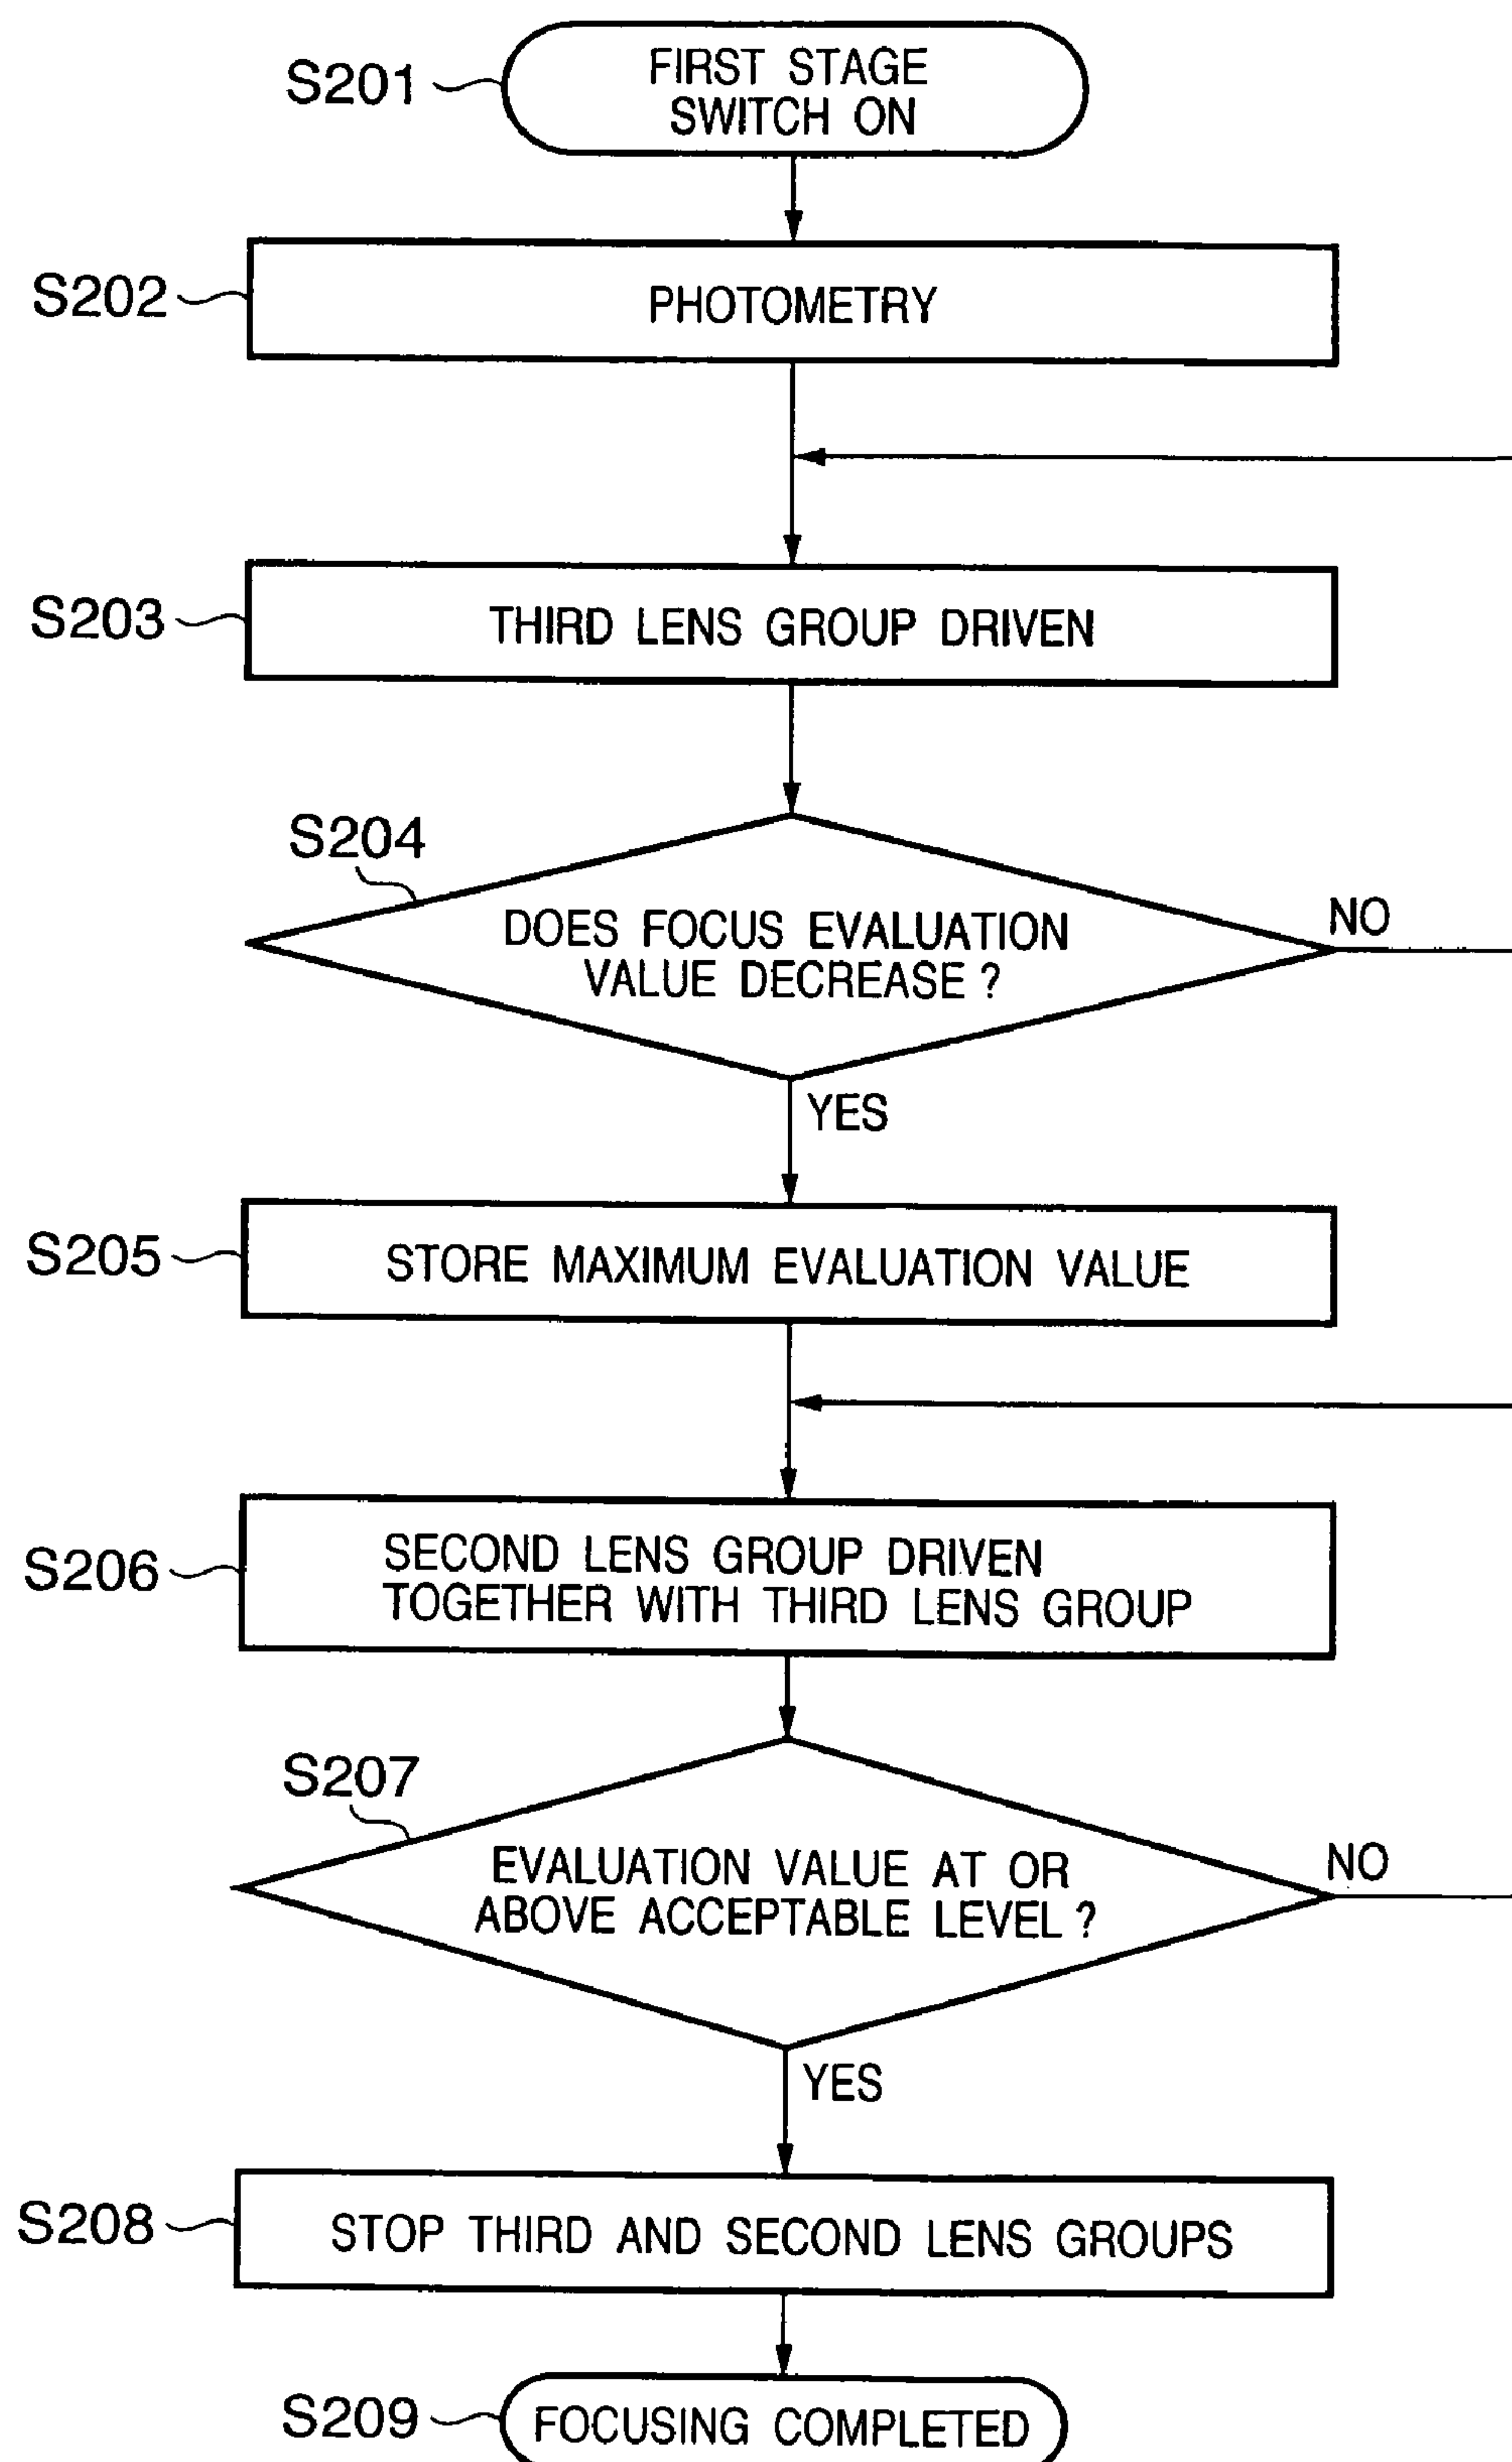 S201
FIRST STAGE
SWITCH ON
S202
PHOTOMETRY
S203
THIRD LENS GROUP DRIVEN
S204
DOES FOCUS EVALUATION
VALUE DECREASE ?
NO
YES
S205
STORE MAXIMUM EVALUATION VALUE
S206
SECOND LENS GROUP DRIVEN
TOGETHER WITH THIRD LENS GROUP
S207
EVALUATION VALUE AT OR
ABOVE ACCEPTABLE LEVEL ?
NO
YES
S208
STOP THIRD AND SECOND LENS GROUPS
S209
FOCUSING COMPLETED